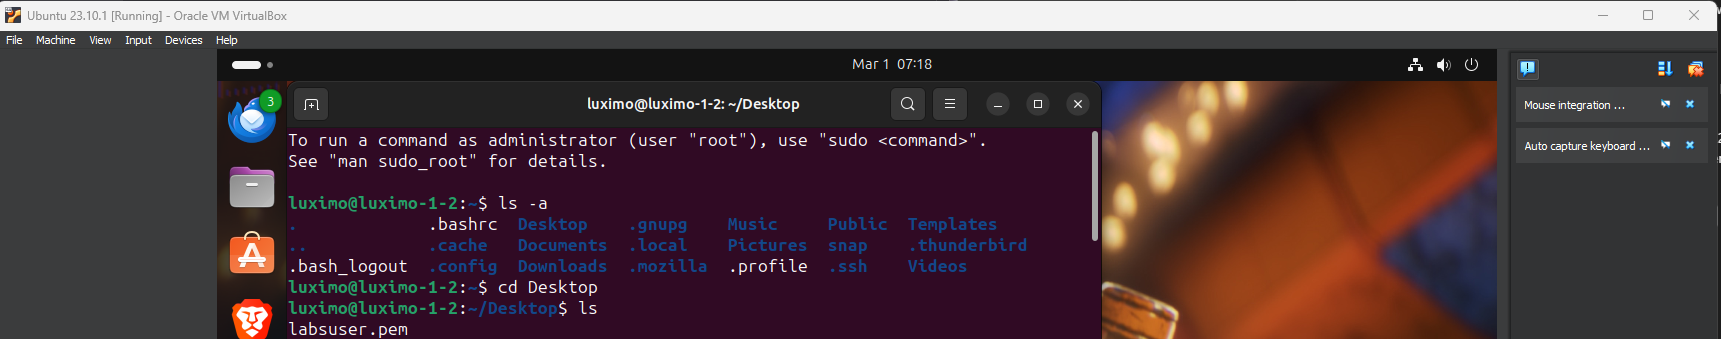 Ubuntu 23.10.1 [Running] - Oracle VM VirtualBox
File Machine View Input Devices Help
Mar 1 07:18
3
luximo@luximo-1-2: ~/Desktop
Mouse integration ...
Auto capture keyboard ...
To run a command as administrator (user "root"), use "sudo <command>".
See "man sudo_root" for details.
luximo@luximo-1-2:~$ ls -a
. .bashrc Desktop .gnupg Music Public Templates
.. .cache Documents .local Pictures snap .thunderbird
.bash_logout .config Downloads .mozilla .profile .ssh Videos
luximo@luximo-1-2:~$ cd Desktop
luximo@luximo-1-2:~/Desktop$ ls
labsuser.pem